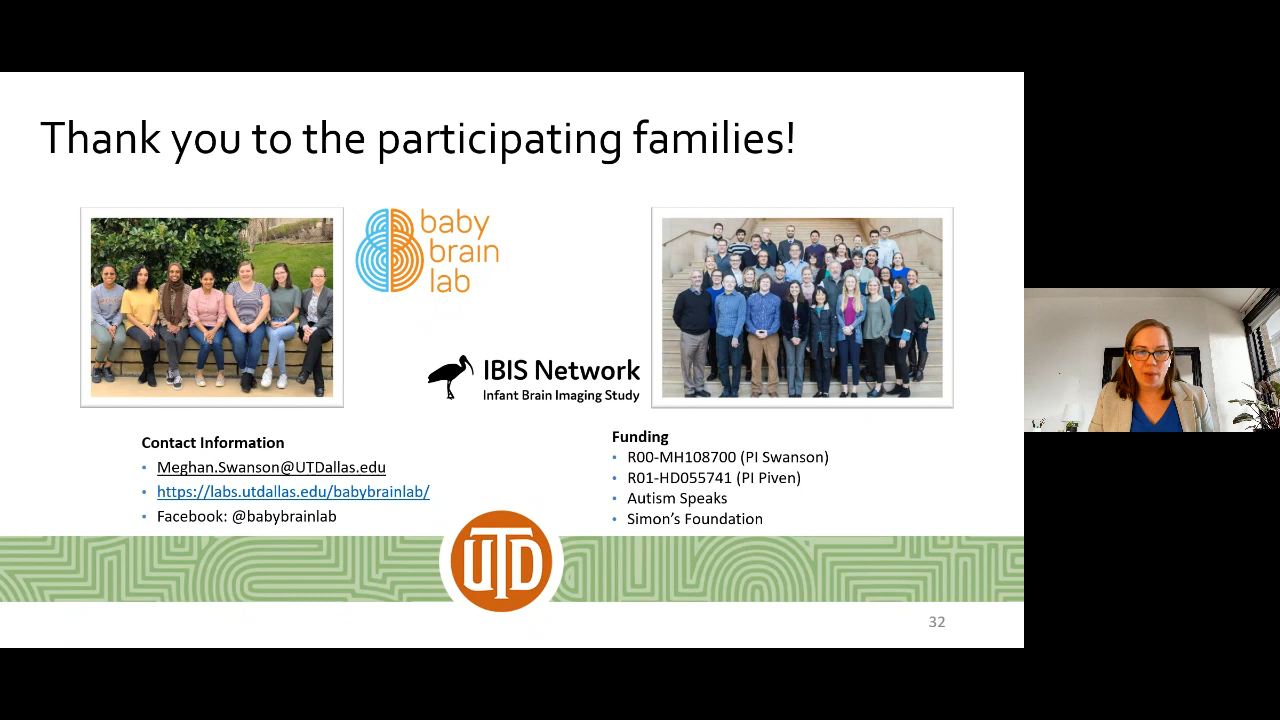 Thank you to the participating families!
baby
brain
lab
IBIS Network
Infant Brain Imaging Study
Contact Information
• Meghan.Swanson@UTDallas.edu
• https://labs.utdallas.edu/babybrainlab/
• Facebook: @babybrainlab
Funding
• R00-MH108700 (PI Swanson)
• R01-HD055741 (PI Piven)
• Autism Speaks
• Simon’s Foundation
UTD
32